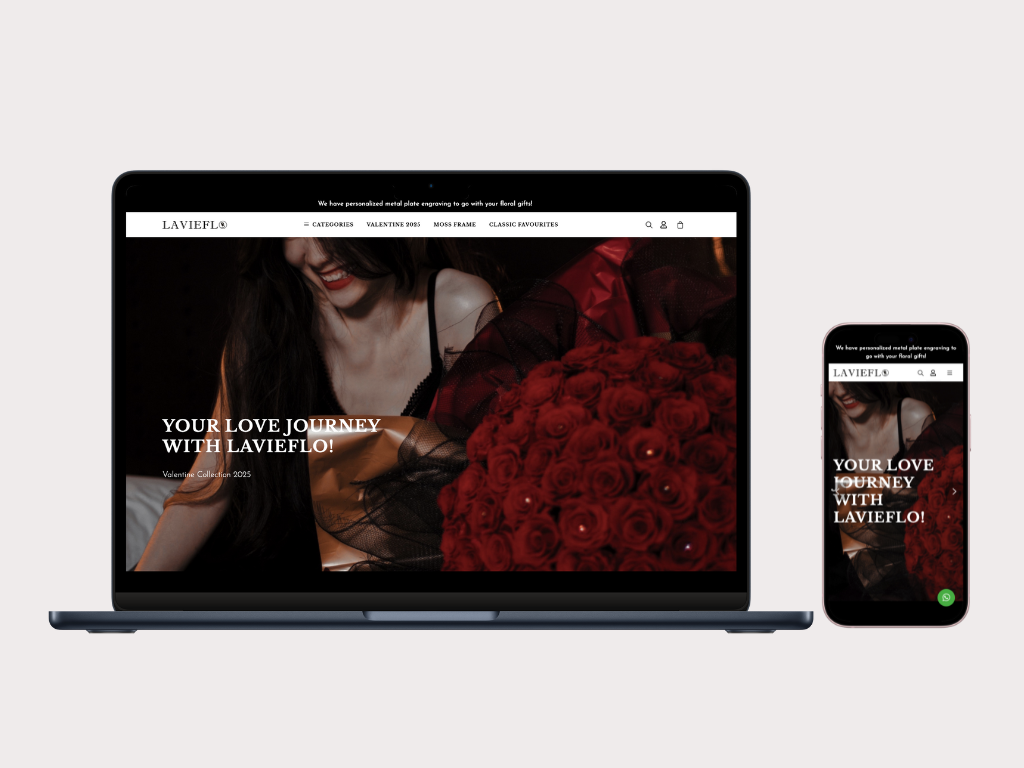 We have personalized metal plate engraving to go with your floral gifts!
LAVIEFLO
CATEGORIES VALENTINE 2025 MOSS FRAME CLASSIC FAVOURITES
YOUR LOVE JOURNEY
WITH LAVIEFLO!
Valentine Collection 2025
We have personalized metal plate engraving to
go with your floral gifts!
LAVIEFLO
YOUR LOVE
JOURNEY
WITH
LAVIEFLO!